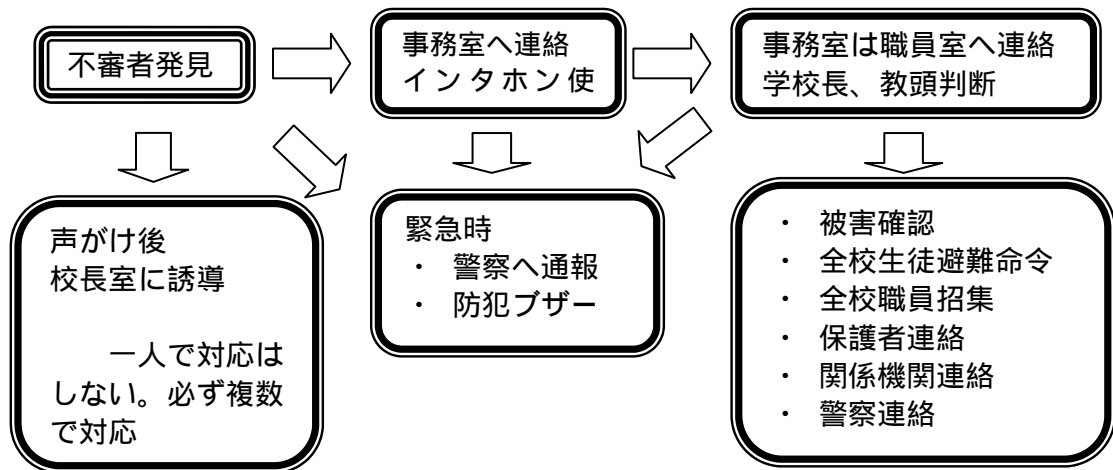 不審者発見
事務室へ連絡
インタホン使
事務室は職員室へ連絡
学校長、教頭判断
声がけ後
校長室に誘導
一人で対応は
しない。必ず複数
で対応
緊急時
・ 警察へ通報
・ 防犯ブザー
・ 被害確認
・ 全校生徒避難命令
・ 全校職員招集
・ 保護者連絡
・ 関係機関連絡
・ 警察連絡